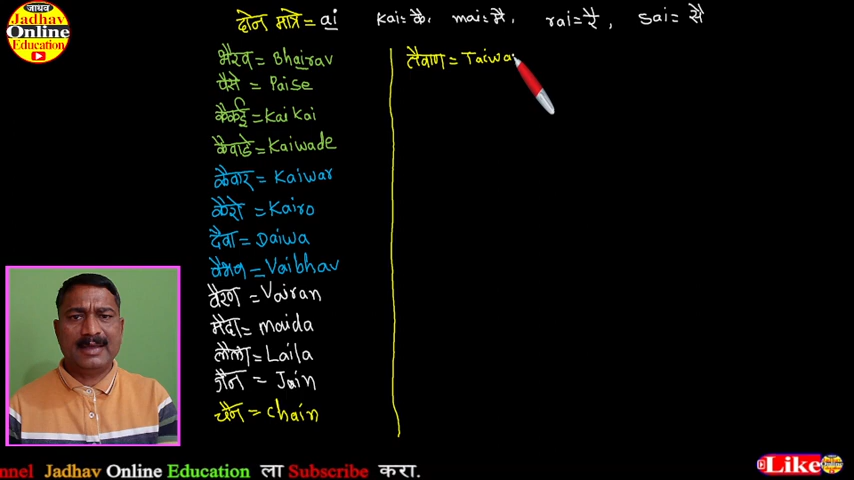 जाधव
Jadhav
Online
Education
दोन मात्रे = ai kai = कै, mai = मै, rai = रै, sai = सै
भैरव = Bhairav
पैसे = Paise
कैकई = Kaikai
कैवाडे = Kaiwade
कैवार = Kaiwar
कैरो = Kairo
दैवा = Daiwa
वैभव = Vaibhav
वैरण = Vairan
मैदा = maida
लैला = Laila
जैन = Jain
चैन = chain
तैवाण = Taiwa
nnel Jadhav Online Education ला Subscribe करा.
Like